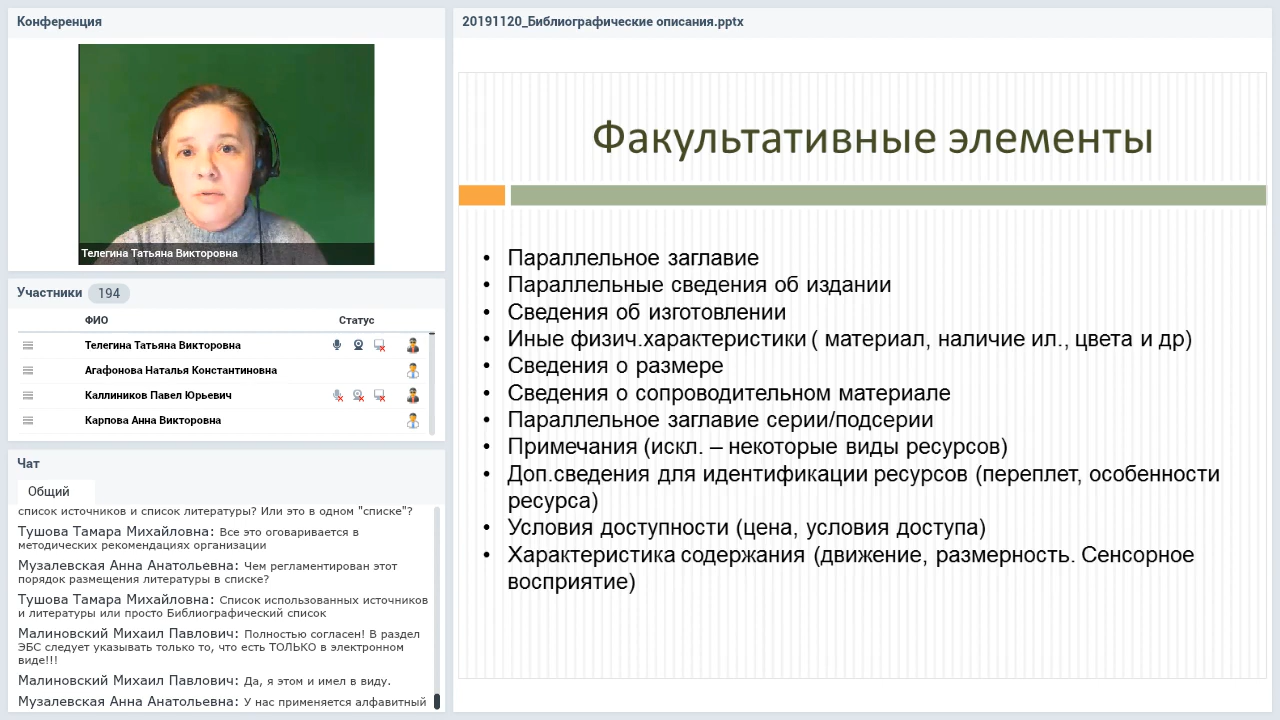 Конференция
Телегина Татьяна Викторовна
Участники 194
ФИО Статус
Телегина Татьяна Викторовна
Агафонова Наталья Константиновна
Каллиников Павел Юрьевич
Карпова Анна Викторовна
Чат
Общий
список источников и список литературы? Или это в одном "списке"?
Тушова Тамара Михайловна: Все это оговаривается в
методических рекомендациях организации
Музалевская Анна Анатольевна: Чем регламентирован этот
порядок размещения литературы в списке?
Тушова Тамара Михайловна: Список использованных источников
и литературы или просто Библиографический список
Малиновский Михаил Павлович: Полностью согласен! В раздел
ЭБС следует указывать только то, что есть ТОЛЬКО в электронном
виде!!!
Малиновский Михаил Павлович: Да, я этом и имел в виду.
Музалевская Анна Анатольевна: У нас применяется алфавитный
20191120_Библиографические описания.pptx
Факультативные элементы
• Параллельное заглавие
• Параллельные сведения об издании
• Сведения об изготовлении
• Иные физич.характеристики ( материал, наличие ил., цвета и др)
• Сведения о размере
• Сведения о сопроводительном материале
• Параллельное заглавие серии/подсерии
• Примечания (искл. – некоторые виды ресурсов)
• Доп.сведения для идентификации ресурсов (переплет, особенности
ресурса)
• Условия доступности (цена, условия доступа)
• Характеристика содержания (движение, размерность. Сенсорное
восприятие)